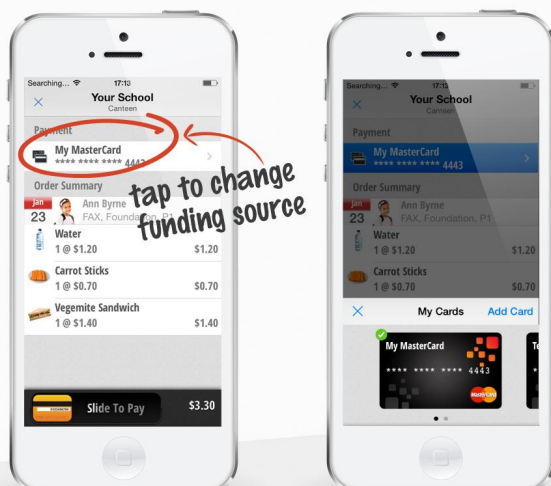 Searching... 17:13
Your School
Canteen
Payment
My MasterCard
**** **** **** 4443
Order Summary
Jan
23
Ann Byrne
FAX, Foundation, P1
Water
1 @ $1.20 $1.20
Carrot Sticks
1 @ $0.70 $0.70
Vegemite Sandwich
1 @ $1.40 $1.40
Slide To Pay $3.30
tap to change
funding source
Searching... 17:13
Your School
Canteen
Payment
My MasterCard
**** **** **** 4443
Order Summary
Jan
23
Ann Byrne
FAX, Foundation, P1
Water
1 @ $1.20 $1.20
Carrot Sticks
1 @ $0.70 $0.70
My Cards Add Card
My MasterCard
**** **** **** 4443
MasterCard